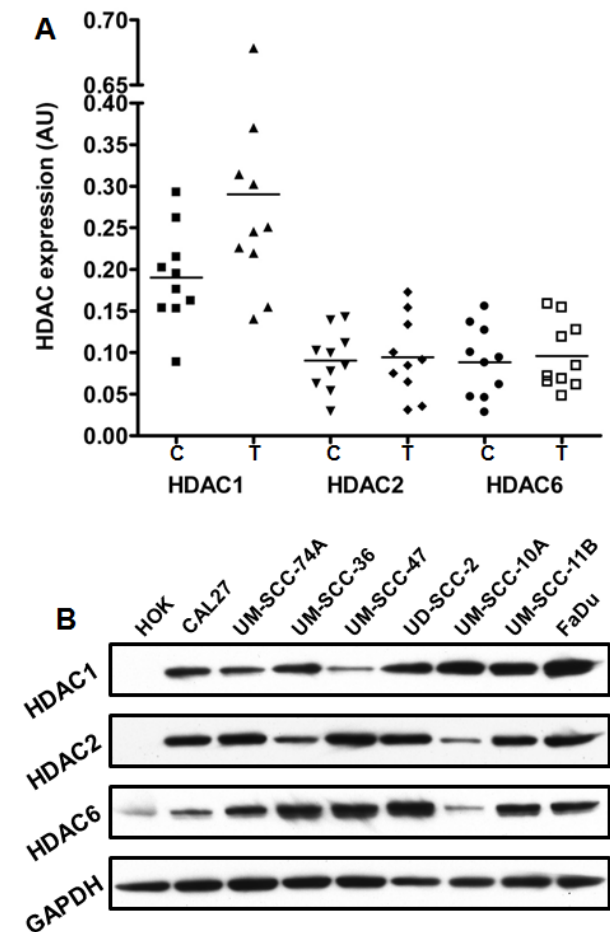 A
HDAC expression (AU)
0.70
0.65
0.40
0.35
0.30
0.25
0.20
0.15
0.10
0.05
0.00
C T C T C T
HDAC1 HDAC2 HDAC6
B
HOK CAL27 UM-SCC-74A UM-SCC-36 UM-SCC-47 UD-SCC-2 UM-SCC-10A UM-SCC-11B FaDu
HDAC1
HDAC2
HDAC6
GAPDH